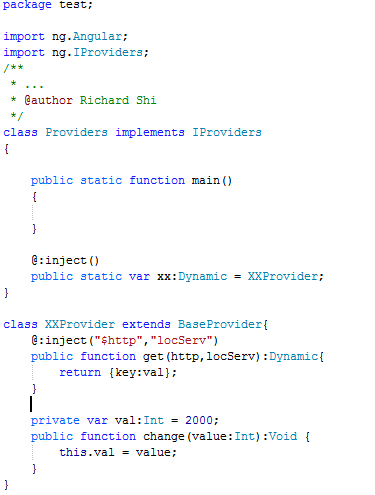 package test;
import ng.Angular;
import ng.IProviders;
/**
 * ...
 * @author Richard Shi
 */
class Providers implements IProviders
{
    public static function main()
    {
    }
    @:inject()
    public static var xx:Dynamic = XXProvider;
}
class XXProvider extends BaseProvider{
    @:inject("$http","locServ")
    public function get(http,locServ):Dynamic{
        return {key:val};
    }
    private var val:Int = 2000;
    public function change(value:Int):Void {
        this.val = value;
    }
}